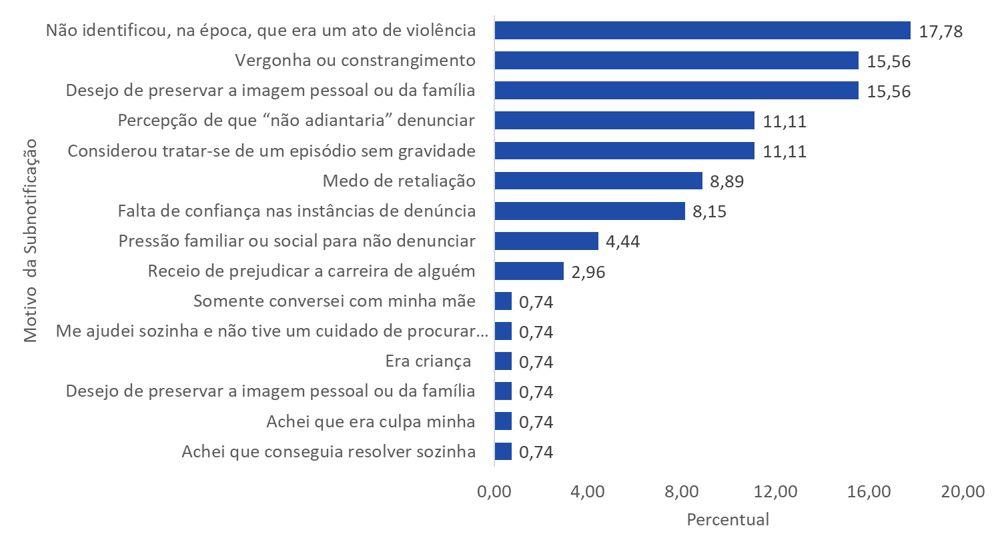 Não identificou, na época, que era um ato de violência 17,78
Vergonha ou constrangimento 15,56
Desejo de preservar a imagem pessoal ou da família 15,56
Percepção de que “não adiantaria” denunciar 11,11
Considerou tratar-se de um episódio sem gravidade 11,11
Medo de retaliação 8,89
Falta de confiança nas instâncias de denúncia 8,15
Pressão familiar ou social para não denunciar 4,44
Receio de prejudicar a carreira de alguém 2,96
Somente conversei com minha mãe 0,74
Me ajudei sozinha e não tive um cuidado de procurar... 0,74
Era criança 0,74
Desejo de preservar a imagem pessoal ou da família 0,74
Achei que era culpa minha 0,74
Achei que conseguia resolver sozinha 0,74
Motivo da Subnotificação
0,00 4,00 8,00 12,00 16,00 20,00
Percentual